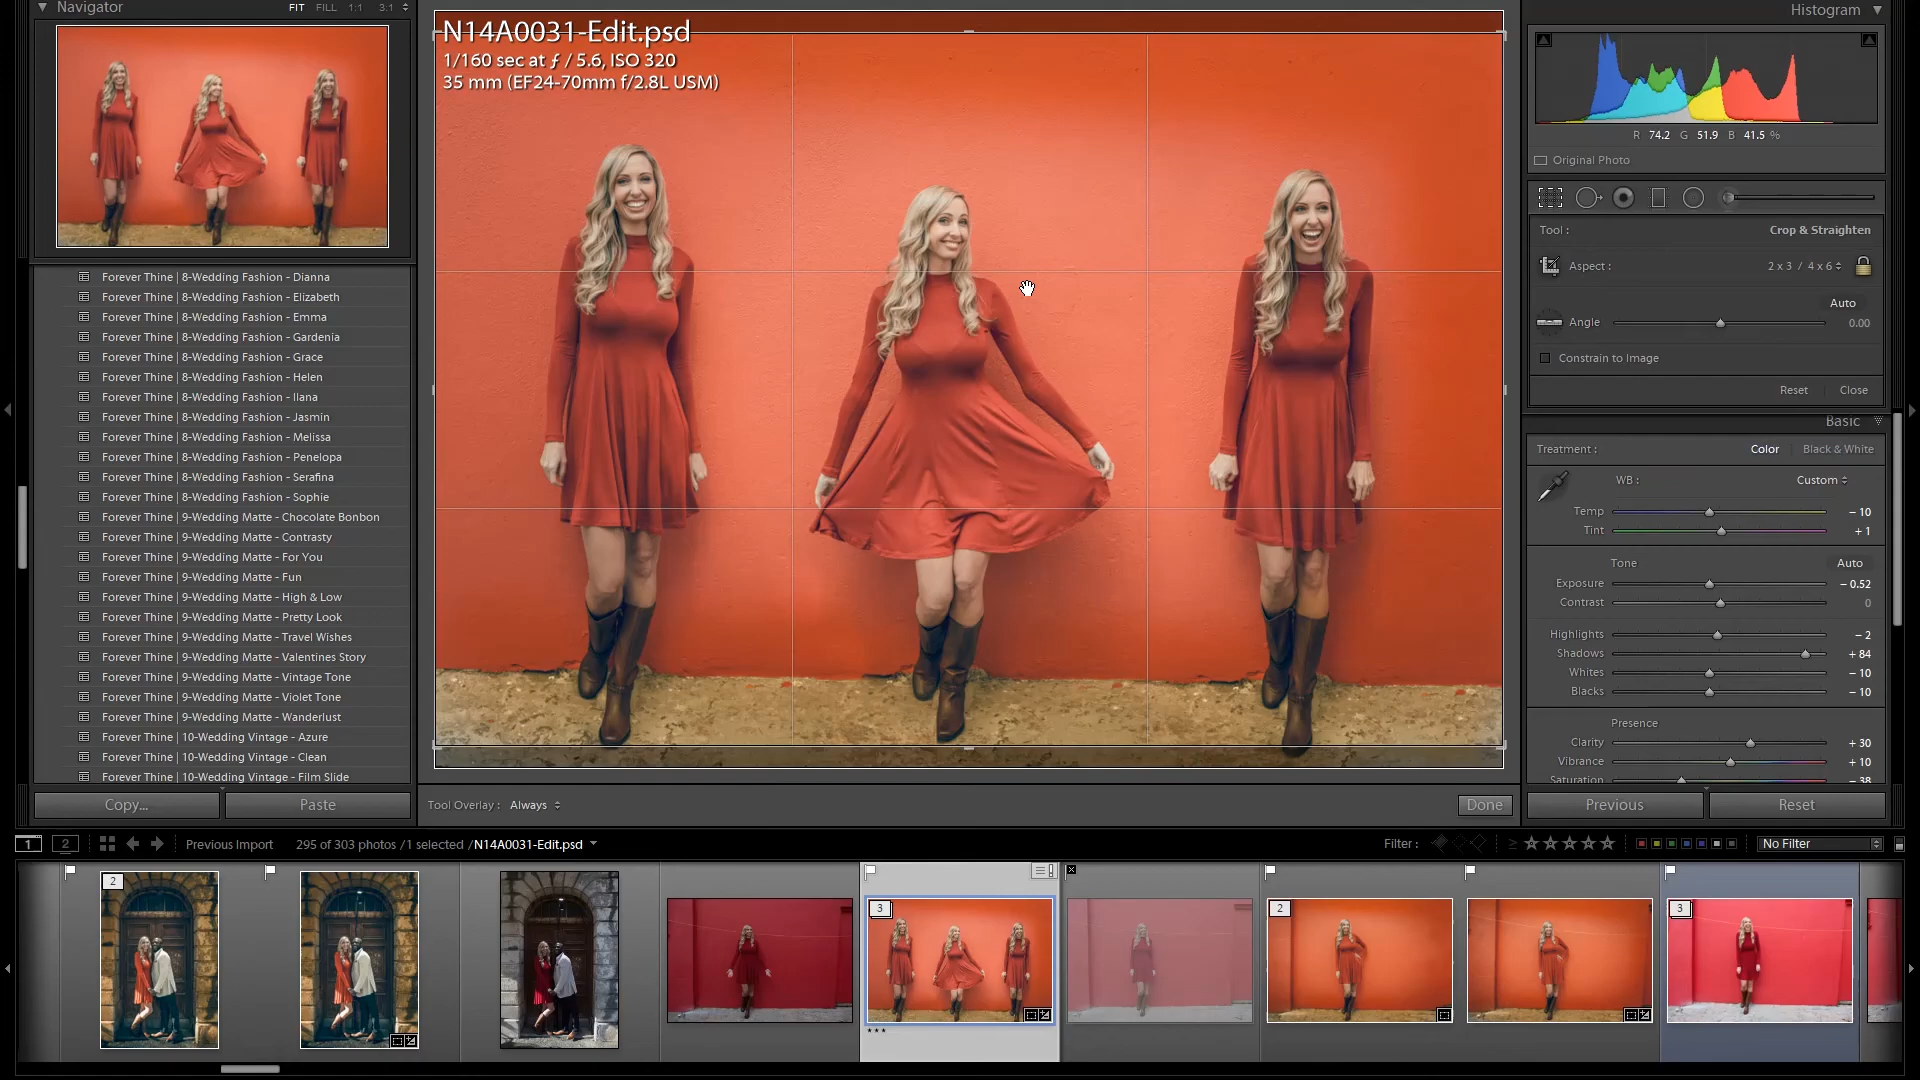 Navigator
FIT FILL 1:1 3:1
Forever Thine | 8-Wedding Fashion - Dianna
Forever Thine | 8-Wedding Fashion - Elizabeth
Forever Thine | 8-Wedding Fashion - Emma
Forever Thine | 8-Wedding Fashion - Gardenia
Forever Thine | 8-Wedding Fashion - Grace
Forever Thine | 8-Wedding Fashion - Helen
Forever Thine | 8-Wedding Fashion - Ilana
Forever Thine | 8-Wedding Fashion - Jasmin
Forever Thine | 8-Wedding Fashion - Melissa
Forever Thine | 8-Wedding Fashion - Penelopa
Forever Thine | 8-Wedding Fashion - Serafina
Forever Thine | 8-Wedding Fashion - Sophie
Forever Thine | 9-Wedding Matte - Chocolate Bonbon
Forever Thine | 9-Wedding Matte - Contrasty
Forever Thine | 9-Wedding Matte - For You
Forever Thine | 9-Wedding Matte - Fun
Forever Thine | 9-Wedding Matte - High & Low
Forever Thine | 9-Wedding Matte - Pretty Look
Forever Thine | 9-Wedding Matte - Travel Wishes
Forever Thine | 9-Wedding Matte - Valentines Story
Forever Thine | 9-Wedding Matte - Vintage Tone
Forever Thine | 9-Wedding Matte - Violet Tone
Forever Thine | 9-Wedding Matte - Wanderlust
Forever Thine | 10-Wedding Vintage - Azure
Forever Thine | 10-Wedding Vintage - Clean
Forever Thine | 10-Wedding Vintage - Film Slide
Copy... Paste
N14A0031-Edit.psd
1/160 sec at ƒ / 5.6, ISO 320
35 mm (EF24-70mm f/2.8L USM)
Tool Overlay : Always
Done
Histogram
R 74.2 G 51.9 B 41.5 %
Original Photo
Tool : Crop & Straighten
Aspect : 2 x 3 / 4 x 6
Auto
Angle 0.00
Constrain to Image
Reset Close
Basic
Treatment : Color Black & White
WB : Custom
Temp - 10
Tint + 1
Tone Auto
Exposure - 0.52
Contrast 0
Highlights - 2
Shadows + 84
Whites - 10
Blacks - 10
Presence
Clarity + 30
Vibrance + 10
Saturation - 38
Previous Reset
1 2 Previous Import 295 of 303 photos / 1 selected / N14A0031-Edit.psd
Filter : ≥ No Filter
2
3
2
3